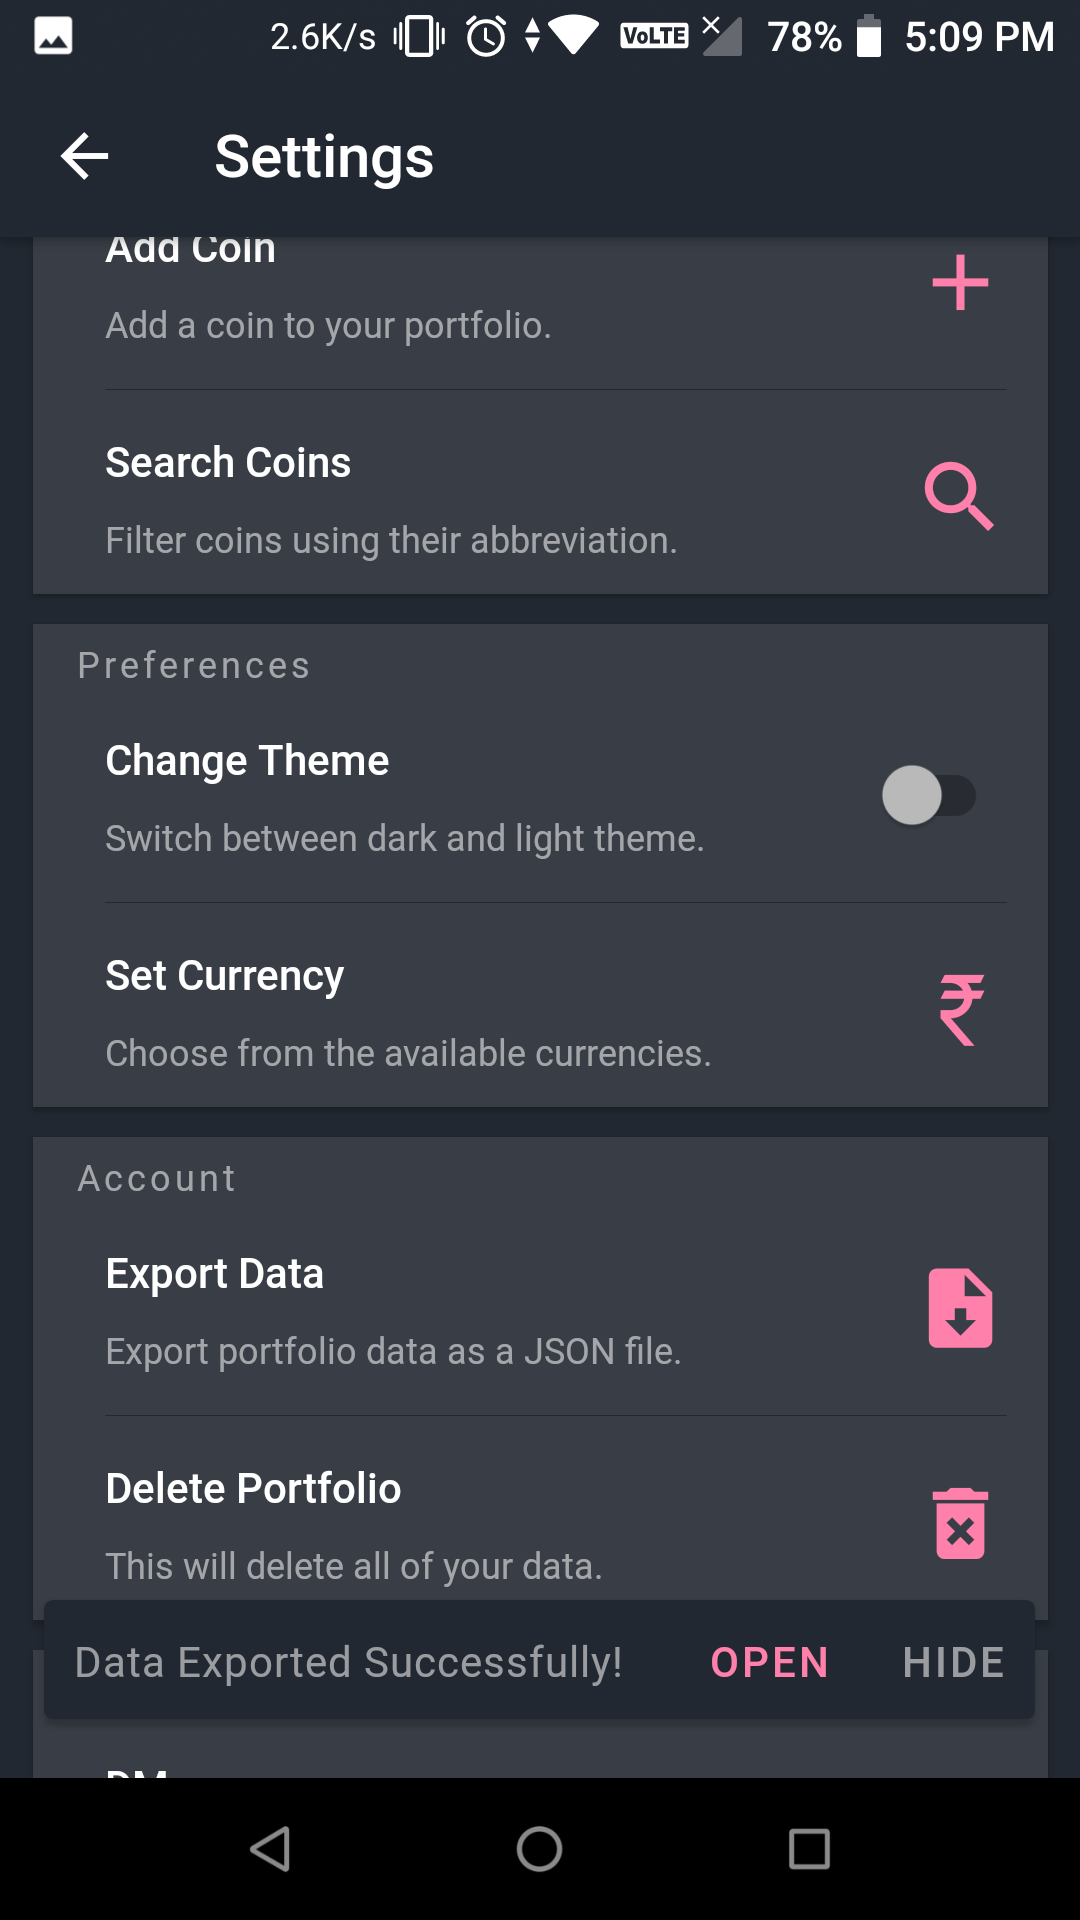 2.6K/s VoLTE 78% 5:09 PM
Settings
Add Coin
Add a coin to your portfolio.
Search Coins
Filter coins using their abbreviation.
Preferences
Change Theme
Switch between dark and light theme.
Set Currency
Choose from the available currencies.
₹
Account
Export Data
Export portfolio data as a JSON file.
Delete Portfolio
This will delete all of your data.
Data Exported Successfully! OPEN HIDE